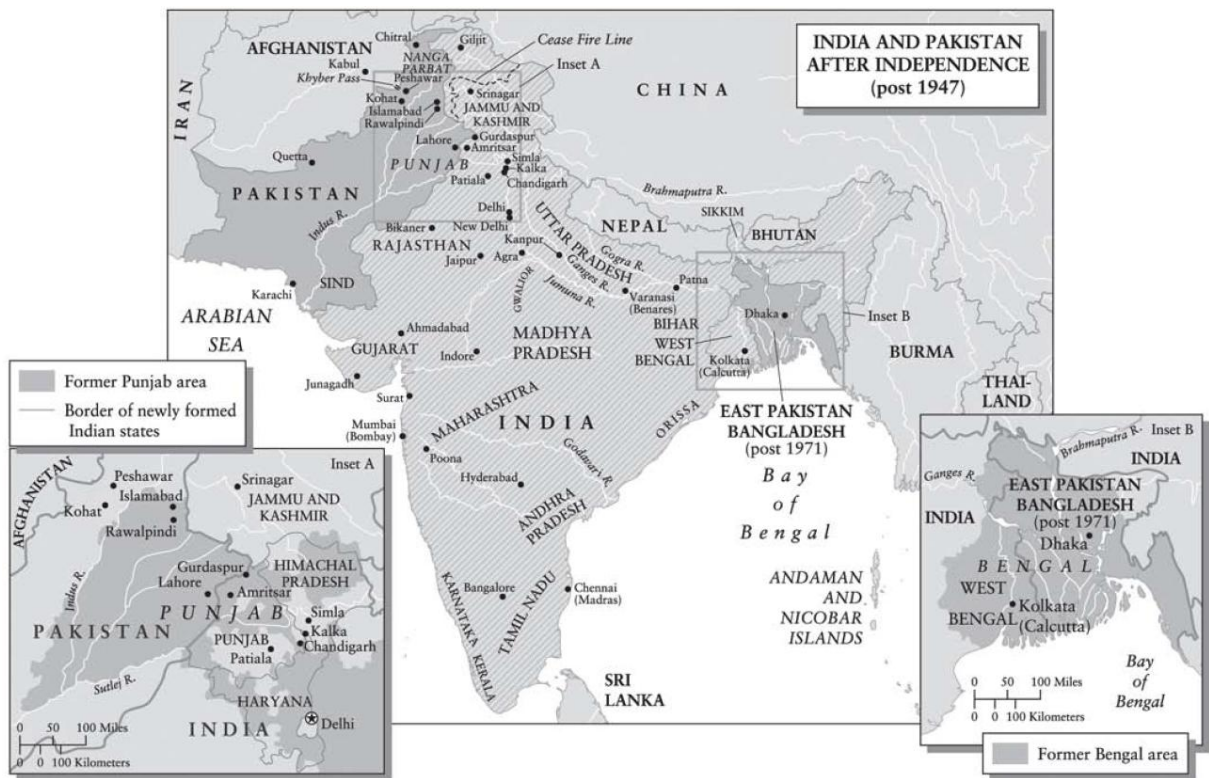 INDIA AND PAKISTAN
AFTER INDEPENDENCE
(post 1947)
Chitral
Giljit
Cease Fire Line
Inset A
AFGHANISTAN
NANGA
PARBAT
Kabul
Khyber Pass
Peshawar
CHINA
IRAN
Kohat
Islamabad
Rawalpindi
Srinagar
JAMMU AND
KASHMIR
Lahore
Gurdaspur
Amritsar
PUNJAB
Simla
Kalka
Chandigarh
Patiala
Quetta
PAKISTAN
Indus R.
Delhi
New Delhi
Bikaner
RAJASTHAN
Jaipur
Agra
Kanpur
UTTAR PRADESH
NEPAL
Brahmaputra R.
SIKKIM
BHUTAN
Gogra R.
Ganges R.
Jumuna R.
GWALIOR
Patna
Varanasi
(Benares)
SIND
Karachi
ARABIAN
SEA
Ahmadabad
GUJARAT
Indore
MADHYA
PRADESH
BIHAR
WEST
BENGAL
Dhaka
Kolkata
(Calcutta)
Inset B
BURMA
THAI-
LAND
Junagadh
Surat
Mumbai
(Bombay)
MAHARASHTRA
INDIA
ORISSA
EAST PAKISTAN
BANGLADESH
(post 1971)
Poona
Hyderabad
Godavari R.
ANDHRA
PRADESH
Bay
of
Bengal
Bangalore
Chennai
(Madras)
KARNATAKA
KERALA
TAMIL NADU
ANDAMAN
AND
NICOBAR
ISLANDS
SRI
LANKA
Former Punjab area
Border of newly formed
Indian states
Inset A
AFGHANISTAN
Peshawar
Islamabad
Kohat
Rawalpindi
Srinagar
JAMMU AND
KASHMIR
Gurdaspur
Lahore
Amritsar
HIMACHAL
PRADESH
Indus R.
PUNJAB
PAKISTAN
Simla
PUNJAB
Kalka
Chandigarh
Patiala
Sutlej R.
HARYANA
INDIA
Delhi
0 50 100 Miles
0 100 Kilometers
Inset B
Brahmaputra R.
Ganges R.
INDIA
EAST PAKISTAN
BANGLADESH
(post 1971)
INDIA
Dhaka
BENGAL
WEST
BENGAL
Kolkata
(Calcutta)
0 50 100 Miles
0 100 Kilometers
Bay
of
Bengal
Former Bengal area